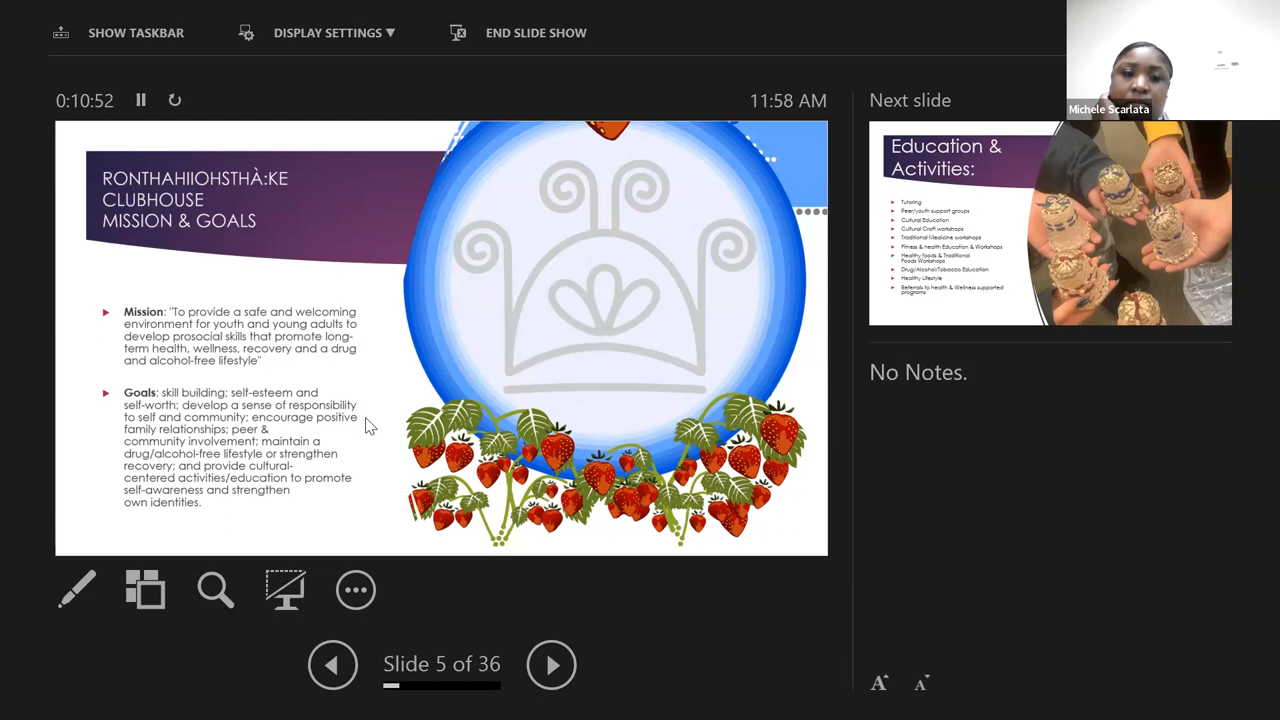 SHOW TASKBAR
DISPLAY SETTINGS ▼
END SLIDE SHOW
0:10:52
11:58 AM
RONTHAHIIOHSTHÀ:KE
CLUBHOUSE
MISSION & GOALS
Mission: "To provide a safe and welcoming
environment for youth and young adults to
develop prosocial skills that promote long-
term health, wellness, recovery and a drug
and alcohol-free lifestyle"
Goals: skill building; self-esteem and
self-worth; develop a sense of responsibility
to self and community; encourage positive
family relationships; peer &
community involvement; maintain a
drug/alcohol-free lifestyle or strengthen
recovery; and provide cultural-
centered activities/education to promote
self-awareness and strengthen
own identities.
Slide 5 of 36
Next slide
Michele Scarlata
Education &
Activities:
Tutoring
Peer/youth support groups
Cultural Education
Cultural Craft workshops
Traditional Medicine workshops
Fitness & health Education & Workshops
Healthy foods & Traditional
Foods Workshops
Drug/Alcohol/Tobacco Education
Healthy Lifestyle
Referrals to health & Wellness supported
programs
No Notes.
A A